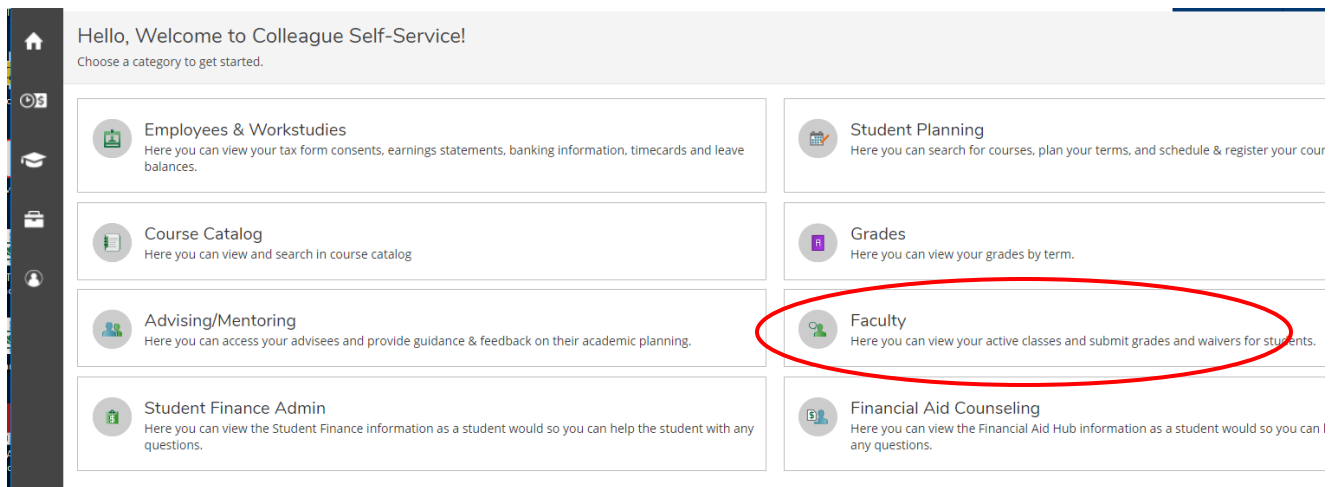 Hello, Welcome to Colleague Self-Service!
Choose a category to get started.
Employees & Workstudies
Here you can view your tax form consents, earnings statements, banking information, timecards and leave
balances.
Student Planning
Here you can search for courses, plan your terms, and schedule & register your cour
Course Catalog
Here you can view and search in course catalog
Grades
Here you can view your grades by term.
Advising/Mentoring
Here you can access your advisees and provide guidance & feedback on their academic planning.
Faculty
Here you can view your active classes and submit grades and waivers for students.
Student Finance Admin
Here you can view the Student Finance information as a student would so you can help the student with any
questions.
Financial Aid Counseling
Here you can view the Financial Aid Hub information as a student would so you can
any questions.